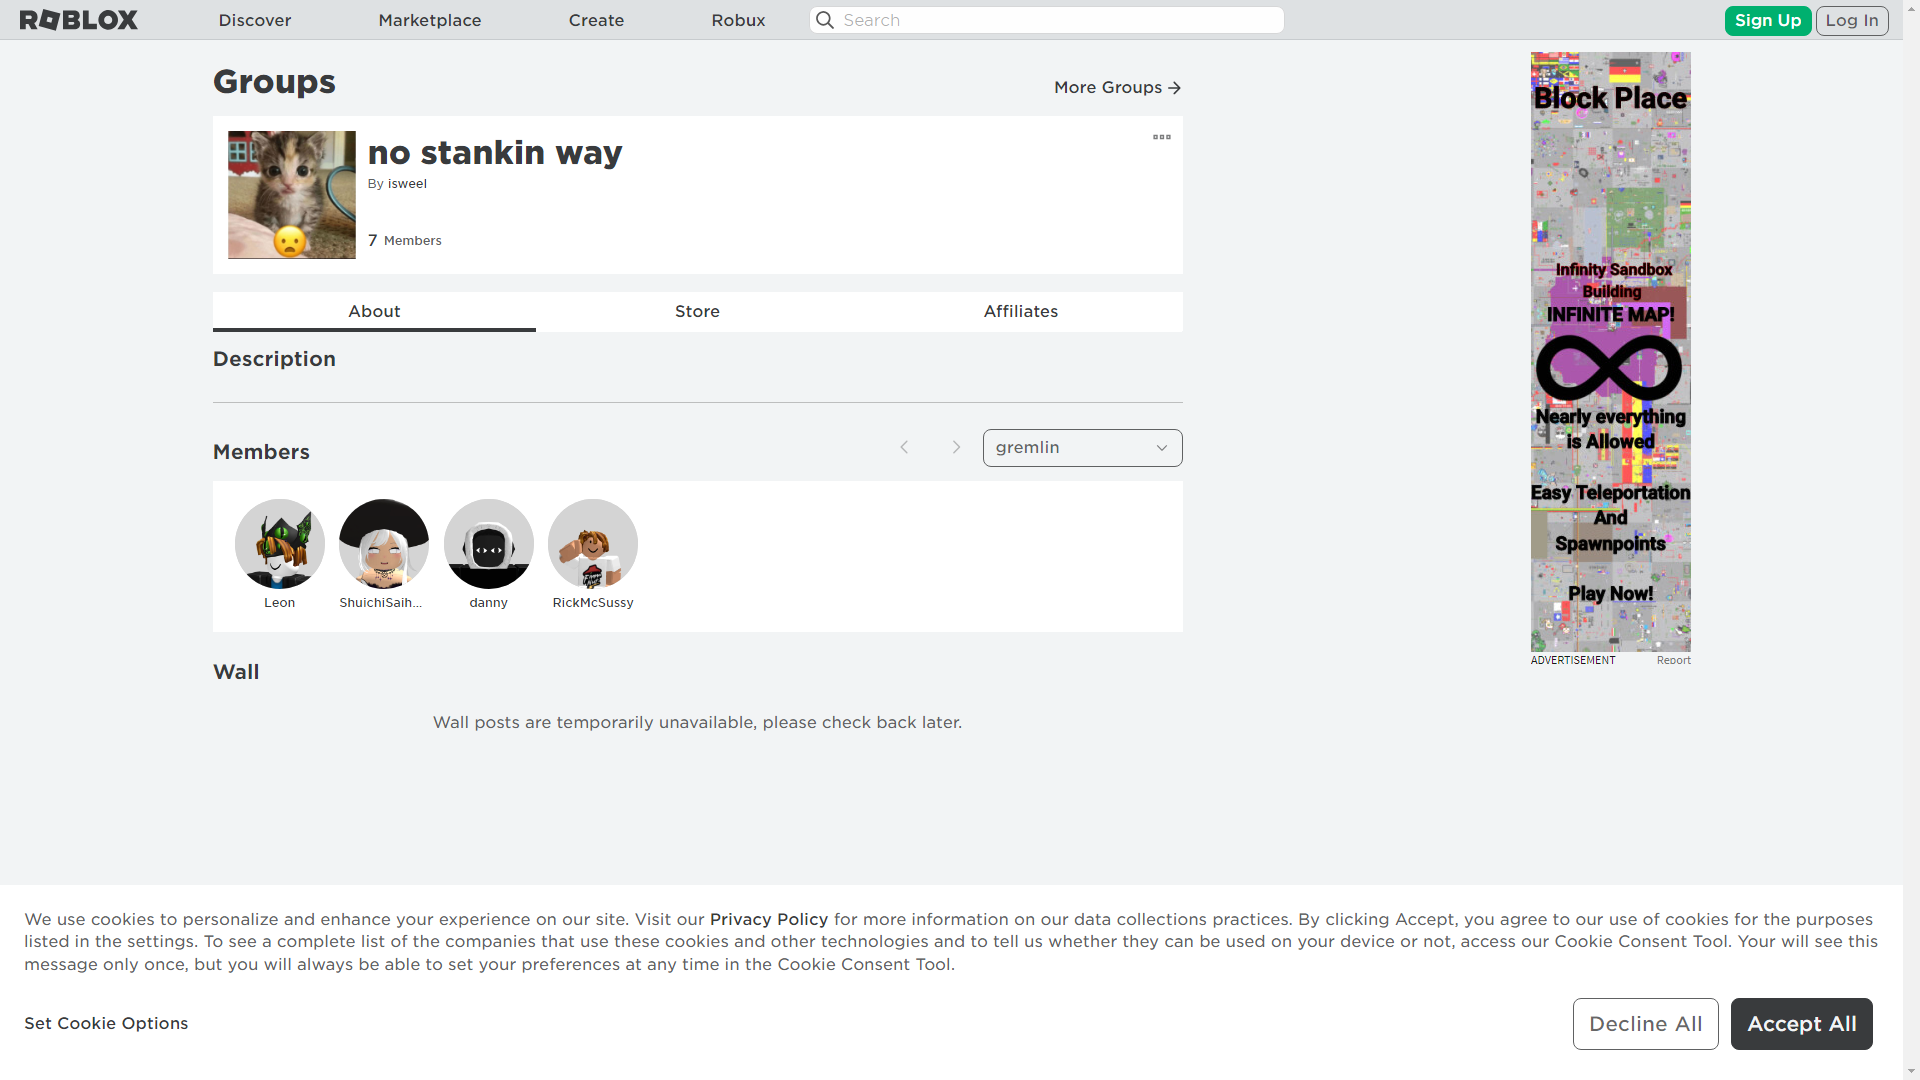 ROBLOX
Discover
Marketplace
Create
Robux
Search
Sign Up
Log In
Groups
More Groups
no stankin way
By isweel
7 Members
About
Store
Affiliates
Description
Members
gremlin
Leon
ShuichiSaih...
danny
RickMcSussy
Wall
Wall posts are temporarily unavailable, please check back later.
Block Place
Infinity Sandbox
Building
INFINITE MAP!
Nearly everything
is Allowed
Easy Teleportation
And
Spawnpoints
Play Now!
ADVERTISEMENT
Report
We use cookies to personalize and enhance your experience on our site. Visit our Privacy Policy for more information on our data collections practices. By clicking Accept, you agree to our use of cookies for the purposes
listed in the settings. To see a complete list of the companies that use these cookies and other technologies and to tell us whether they can be used on your device or not, access our Cookie Consent Tool. Your will see this
message only once, but you will always be able to set your preferences at any time in the Cookie Consent Tool.
Set Cookie Options
Decline All
Accept All